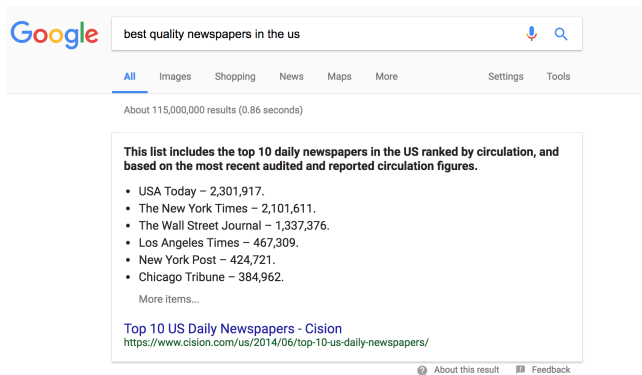 Google
best quality newspapers in the us
All Images Shopping News Maps More Settings Tools
About 115,000,000 results (0.86 seconds)
This list includes the top 10 daily newspapers in the US ranked by circulation, and
based on the most recent audited and reported circulation figures.
• USA Today – 2,301,917.
• The New York Times – 2,101,611.
• The Wall Street Journal – 1,337,376.
• Los Angeles Times – 467,309.
• New York Post – 424,721.
• Chicago Tribune – 384,962.
More items...
Top 10 US Daily Newspapers - Cision
https://www.cision.com/us/2014/06/top-10-us-daily-newspapers/
About this result Feedback